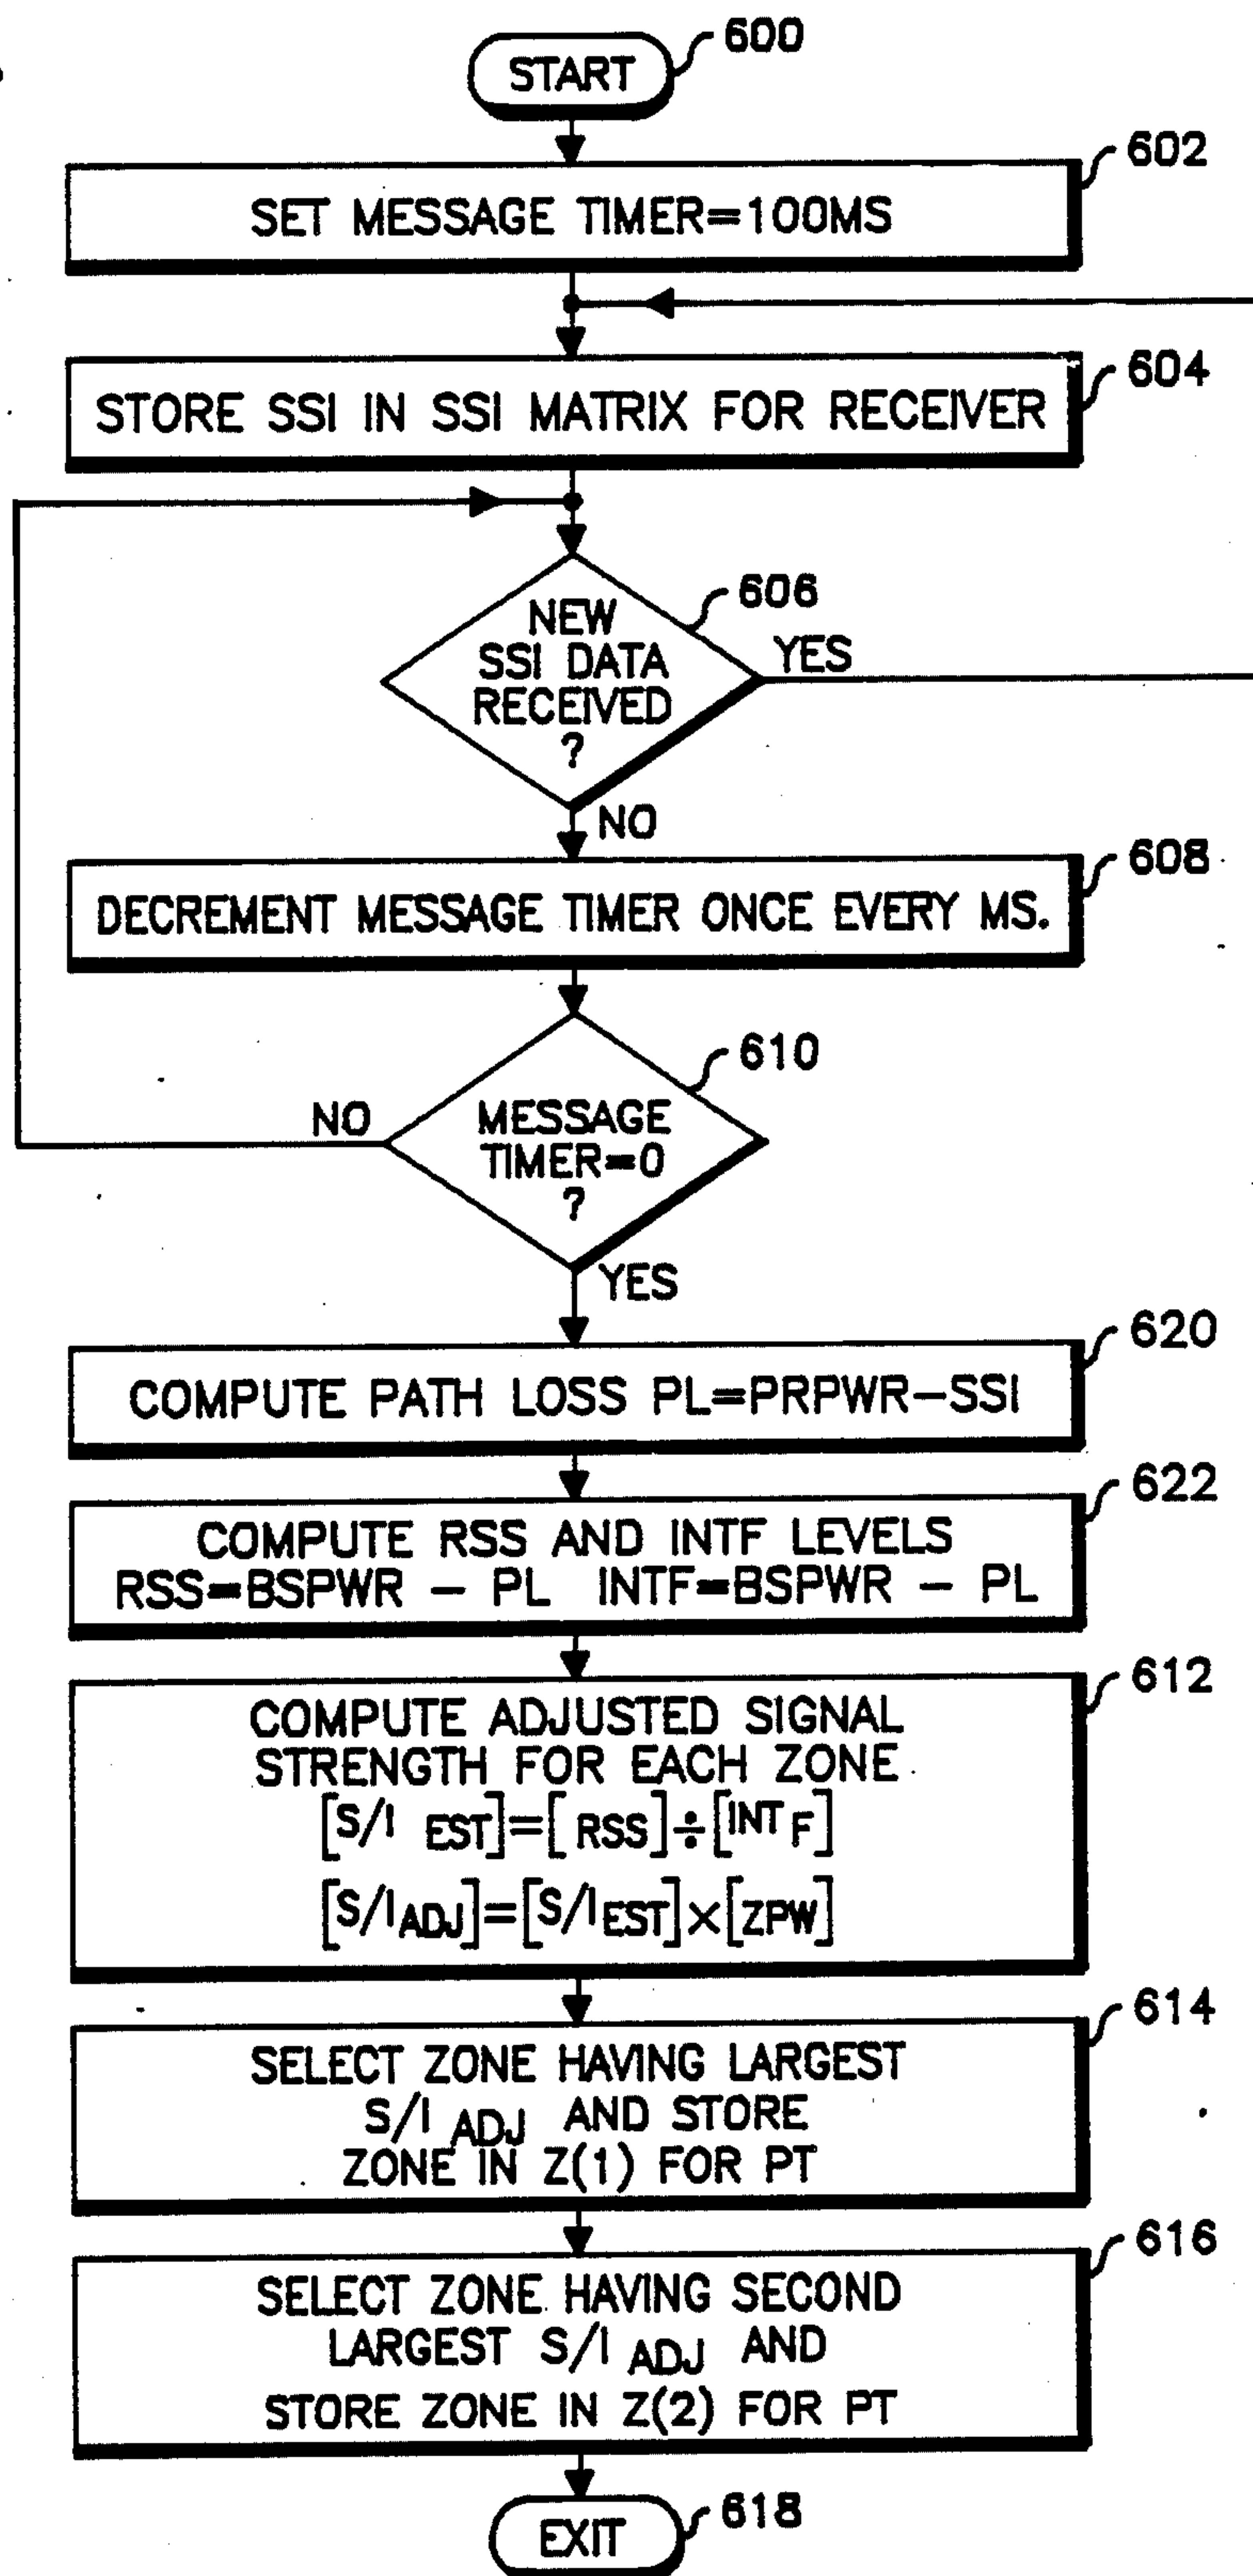 START
600
602
SET MESSAGE TIMER=100MS
604
STORE SSI IN SSI MATRIX FOR RECEIVER
606
NEW
SSI DATA
RECEIVED
?
YES
NO
608
DECREMENT MESSAGE TIMER ONCE EVERY MS.
610
MESSAGE
TIMER=0
?
NO
YES
620
COMPUTE PATH LOSS PL=PRPWR-SSI
622
COMPUTE RSS AND INTF LEVELS
RSS=BSPWR - PL INTF=BSPWR - PL
612
COMPUTE ADJUSTED SIGNAL
STRENGTH FOR EACH ZONE
[S/I EST]=[RSS]÷[INTF]
[S/I ADJ]=[S/I EST]×[ZPW]
614
SELECT ZONE HAVING LARGEST
S/I ADJ AND STORE
ZONE IN Z(1) FOR PT
616
SELECT ZONE HAVING SECOND
LARGEST S/I ADJ AND
STORE ZONE IN Z(2) FOR PT
EXIT
618